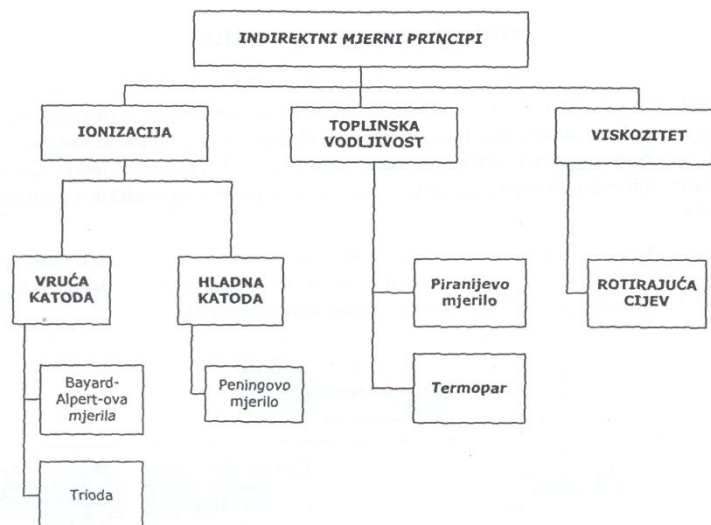 INDIREKTNI MJERNI PRINCIPI
IONIZACIJA
TOPLINSKA
VODLJIVOST
VISKOZITET
VRUĆA
KATODA
HLADNA
KATODA
Piranijevo
mjerilo
ROTIRAJUĆA
CIJEV
Bayard-
Alpert-ova
mjerila
Peningovo
mjerilo
Termopar
Trioda